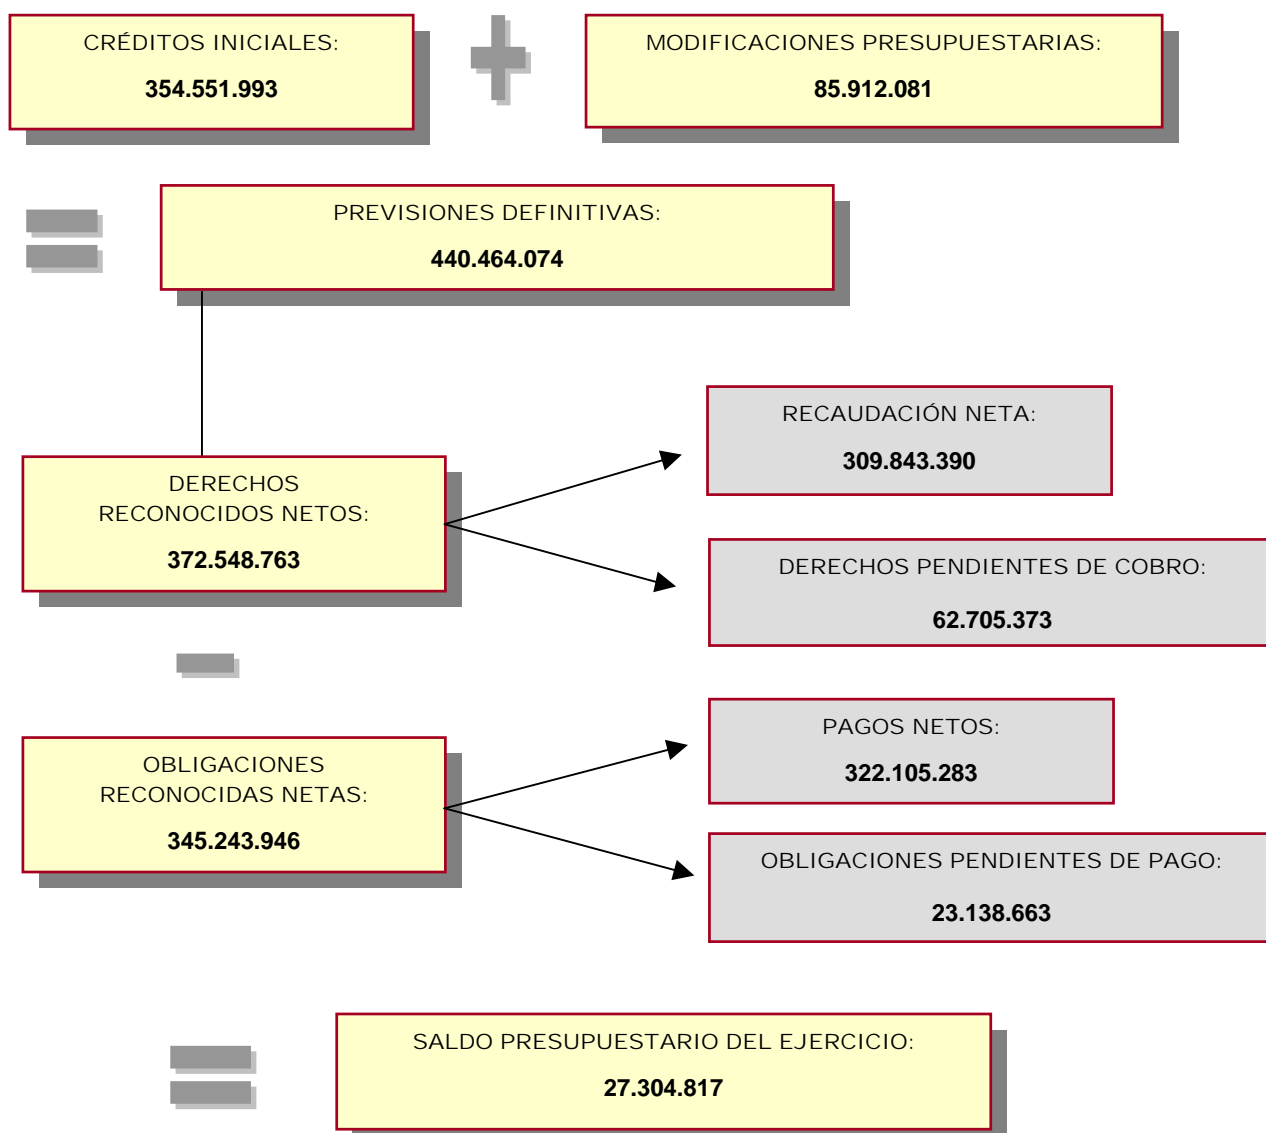 CRÉDITOS INICIALES:
354.551.993
MODIFICACIONES PRESUPUESTARIAS:
85.912.081
PREVISIONES DEFINITIVAS:
440.464.074
RECAUDACIÓN NETA:
309.843.390
DERECHOS
RECONOCIDOS NETOS:
372.548.763
DERECHOS PENDIENTES DE COBRO:
62.705.373
PAGOS NETOS:
322.105.283
OBLIGACIONES
RECONOCIDAS NETAS:
345.243.946
OBLIGACIONES PENDIENTES DE PAGO:
23.138.663
SALDO PRESUPUESTARIO DEL EJERCICIO:
27.304.817